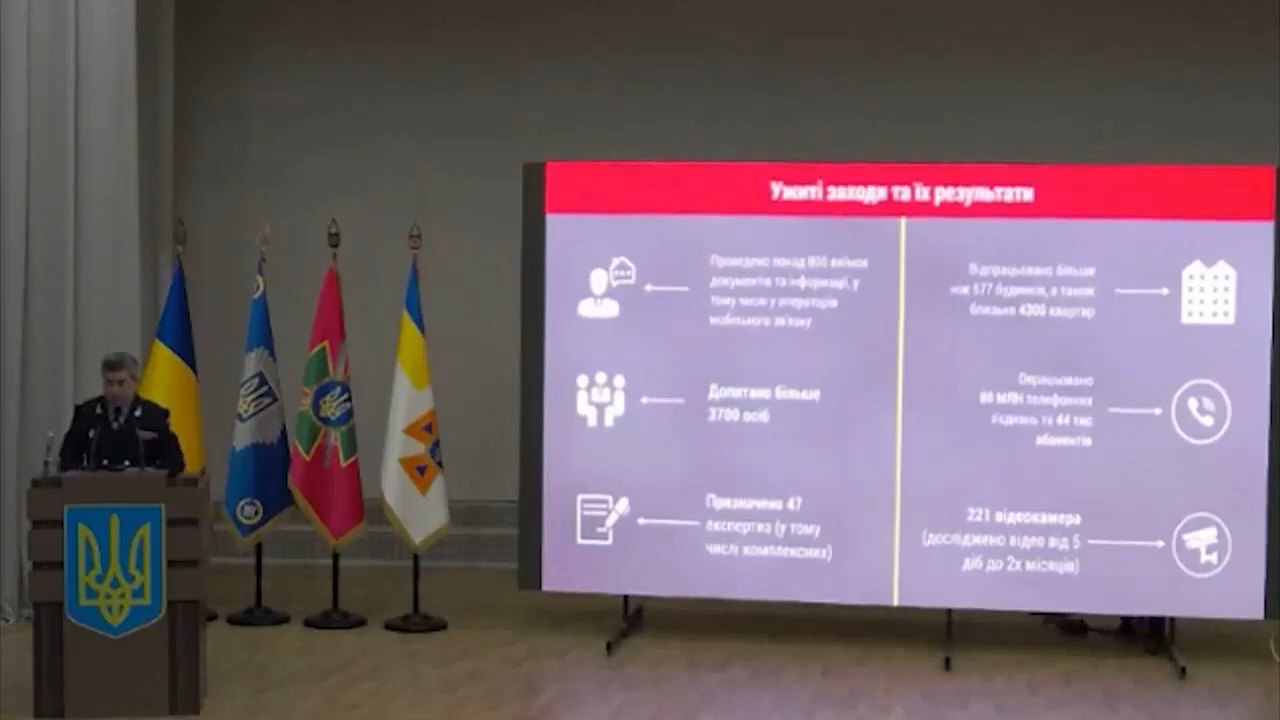 Ужиті заходи та їх результати
Проведено понад 800 виїмок
документів та інформації, у
тому числі у операторів
мобільного зв'язку
Допитано більше
3700 осіб
Призначено 47
експертиз (у тому
числі комплексних)
Відпрацьовано більше
ніж 577 будинків, а також
близько 4300 квартир
Опрацьовано
80 МЛН телефонних
з'єднань та 44 тис
абонентів
221 відеокамера
(досліджено відео від 5
діб до 2х місяців)